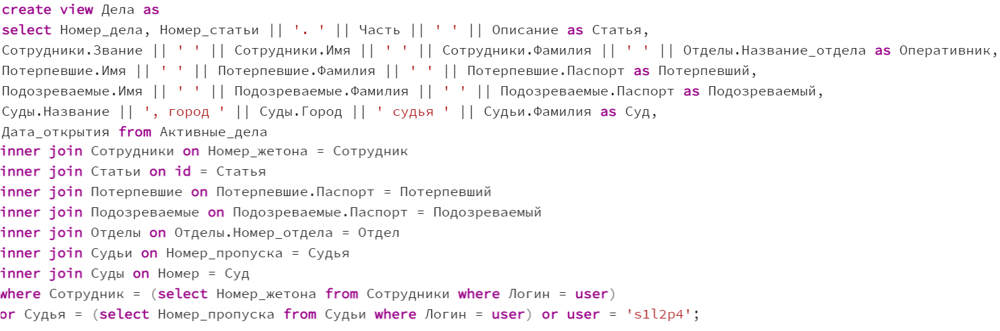 create view Дела as
select Номер_дела, Номер_статьи || '. ' || Часть || ' ' || Описание as Статья,
Сотрудники.Звание || ' ' || Сотрудники.Имя || ' ' || Сотрудники.Фамилия || ' ' || Отделы.Название_отдела as Оперативник,
Потерпевшие.Имя || ' ' || Потерпевшие.Фамилия || ' ' || Потерпевшие.Паспорт as Потерпевший,
Подозреваемые.Имя || ' ' || Подозреваемые.Фамилия || ' ' || Подозреваемые.Паспорт as Подозреваемый,
Суды.Название || ', город ' || Суды.Город || ' судья ' || Судьи.Фамилия as Суд,
Дата_открытия from Активные_дела
inner join Сотрудники on Номер_жетона = Сотрудник
inner join Статьи on id = Статья
inner join Потерпевшие on Потерпевшие.Паспорт = Потерпевший
inner join Подозреваемые on Подозреваемые.Паспорт = Подозреваемый
inner join Отделы on Отделы.Номер_отдела = Отдел
inner join Судьи on Номер_пропуска = Судья
inner join Суды on Номер = Суд
where Сотрудник = (select Номер_жетона from Сотрудники where Логин = user)
or Судья = (select Номер_пропуска from Судьи where Логин = user) or user = 's1l2p4';